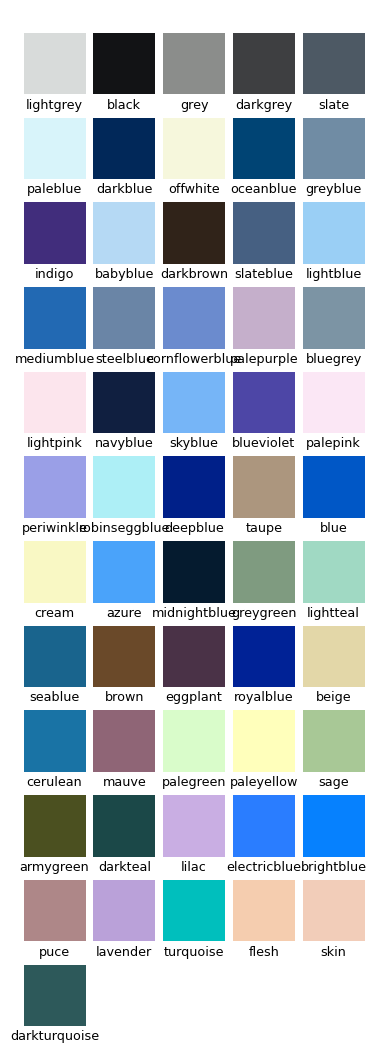 lightgrey black grey darkgrey slate
paleblue darkblue offwhite oceanblue greyblue
indigo babyblue darkbrown slateblue lightblue
mediumblue steelblue cornflowerblue palepurple bluegrey
lightpink navyblue skyblue blueviolet palepink
periwinkle robinseggblue deepblue taupe blue
cream azure midnightblue greygreen lightteal
seablue brown eggplant royalblue beige
cerulean mauve palegreen paleyellow sage
armygreen darkteal lilac electricblue brightblue
puce lavender turquoise flesh skin
darkturquoise